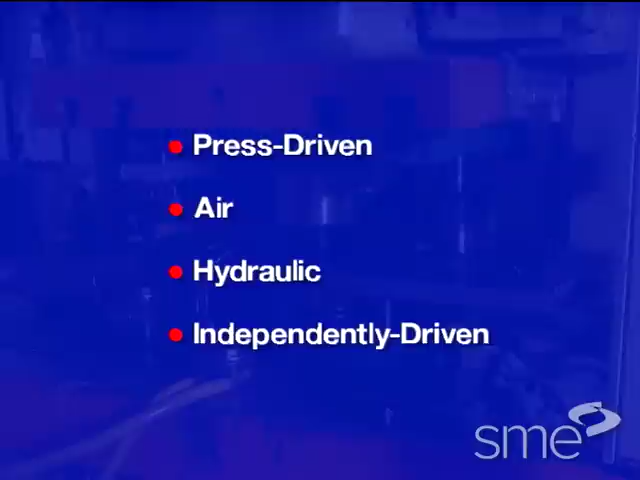 Press-Driven
Air
Hydraulic
Independently-Driven
sme